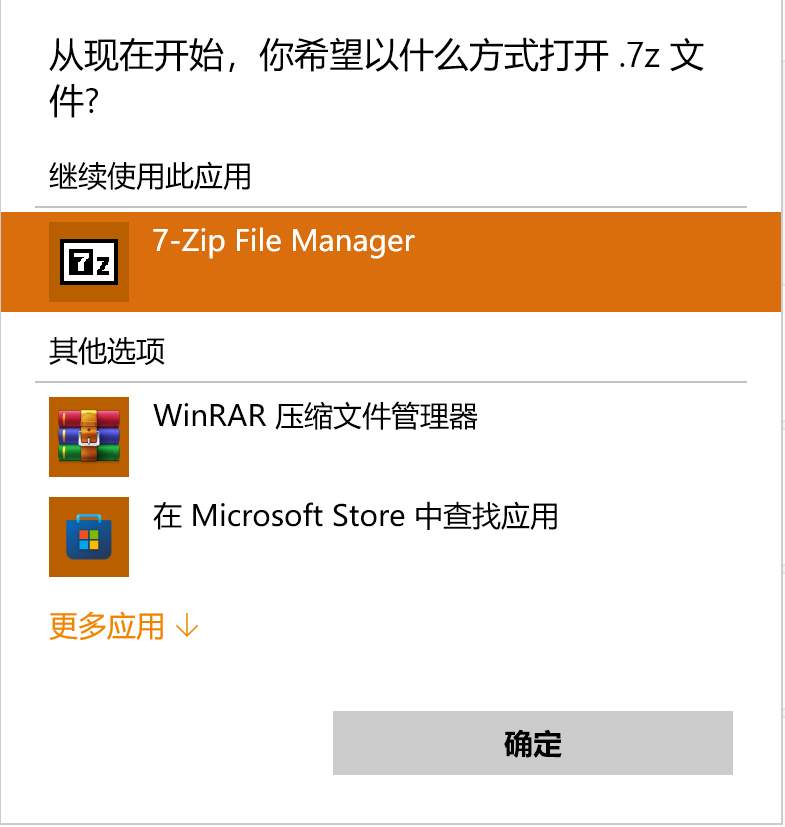 从现在开始，你希望以什么方式打开 .7z 文
件?
继续使用此应用
7z
7-Zip File Manager
其他选项
WinRAR 压缩文件管理器
在 Microsoft Store 中查找应用
更多应用 ↓
确定